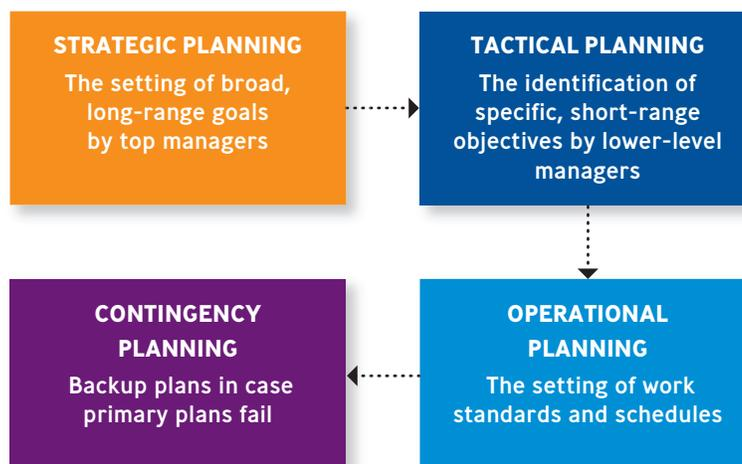 STRATEGIC PLANNING
The setting of broad,
long-range goals
by top managers
TACTICAL PLANNING
The identification of
specific, short-range
objectives by lower-level
managers
CONTINGENCY
PLANNING
Backup plans in case
primary plans fail
OPERATIONAL
PLANNING
The setting of work
standards and schedules